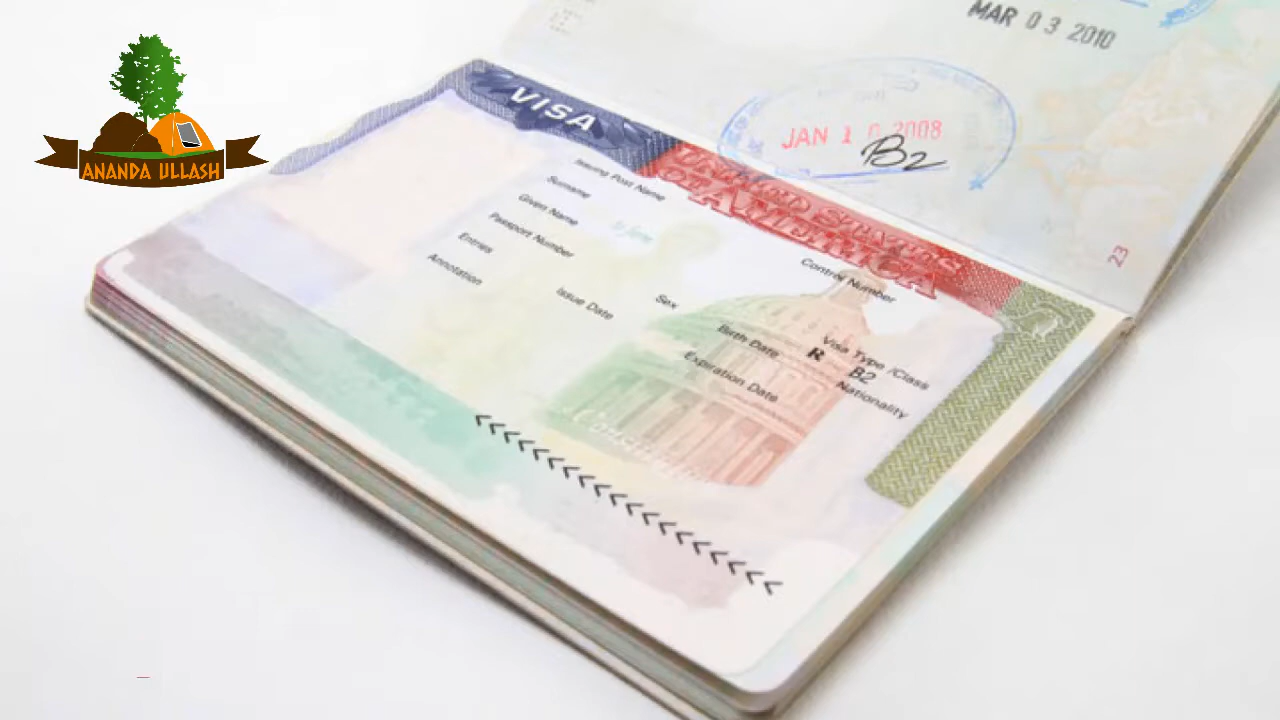 MAR 03 2010
JAN 1 0 2008
B2
23
ANANDA ULLASH
VISA
UNITED STATES
OF AMERICA
Issuing Post Name
Surname
Given Name
Passport Number
Entries
Annotation
Issue Date
Sex
Control Number
Birth Date
Expiration Date
Visa Type /Class
R
B2
Nationality
<<<<<<<<<<<<<<<<<<<<<